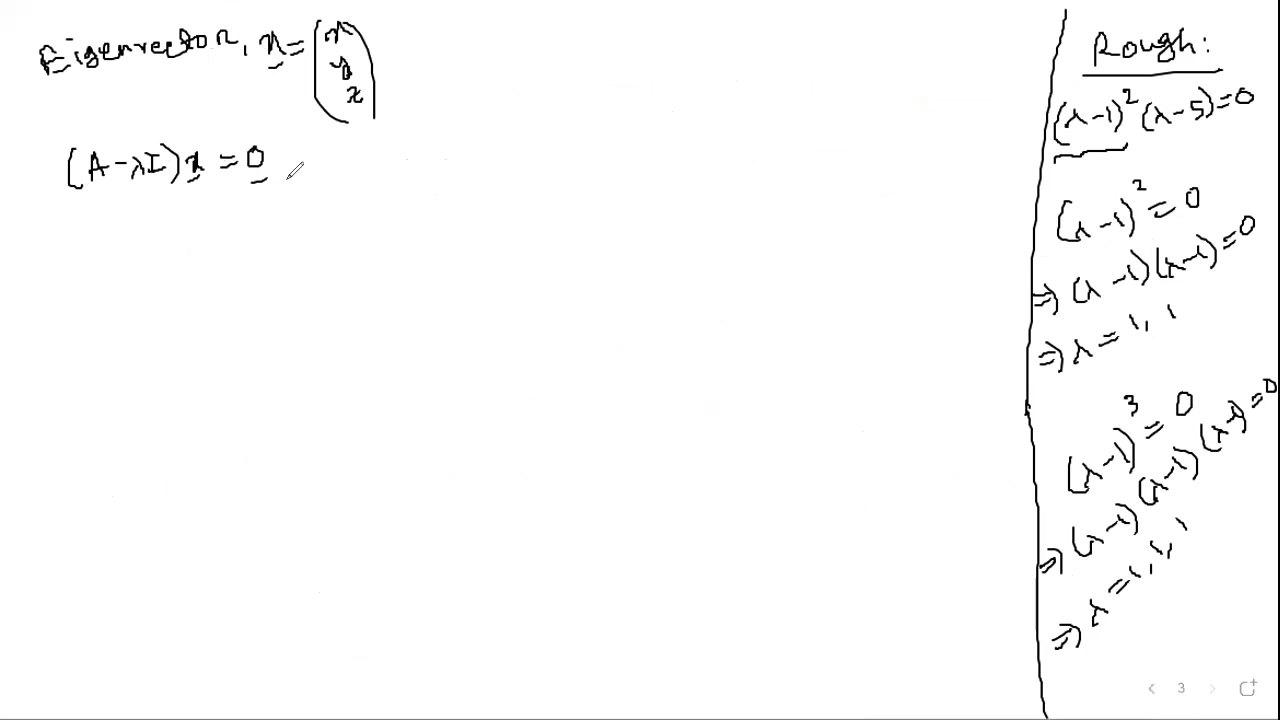 Eigenvector, x = (x
y
z)
(A - λI) x = 0
Rough:
(λ-1)² (λ-5) = 0
(λ-1)² = 0
⇒ (λ-1)(λ-1) = 0
⇒ λ = 1, 1
(λ-1)³ = 0
⇒ (λ-1)(λ-1)(λ-1) = 0
⇒ λ = 1, 1, 1
3